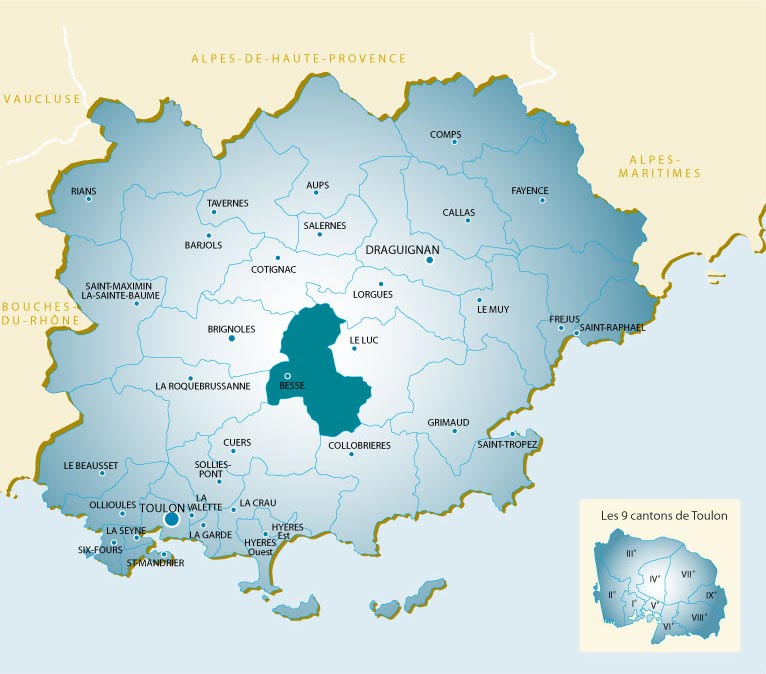 ALPES-DE-HAUTE-PROVENCE
VAUCLUSE
COMPS
ALPES-
MARITIMES
RIANS
AUPS
FAYENCE
TAVERNES
CALLAS
SALERNES
BARJOLS
DRAGUIGNAN
COTIGNAC
SAINT-MAXIMIN
LA-SAINTE-BAUME
LORGUES
BOUCHES-
DU-RHÔNE
LE MUY
FREJUS
SAINT-RAPHAEL
BRIGNOLES
LE LUC
LA ROQUEBRUSSANNE
BESSE
GRIMAUD
SAINT-TROPEZ
CUERS
COLLOBRIERES
LE BEAUSSET
SOLLIES-
PONT
OLLIOULES
TOULON
LA
VALETTE
LA CRAU
LA SEYNE
LA GARDE
HYERES
Est
HYERES
Ouest
SIX-FOURS
ST-MANDRIER
Les 9 cantons de Toulon
III°
IV°
VII°
II°
I°
V°
IX°
VI°
VIII°